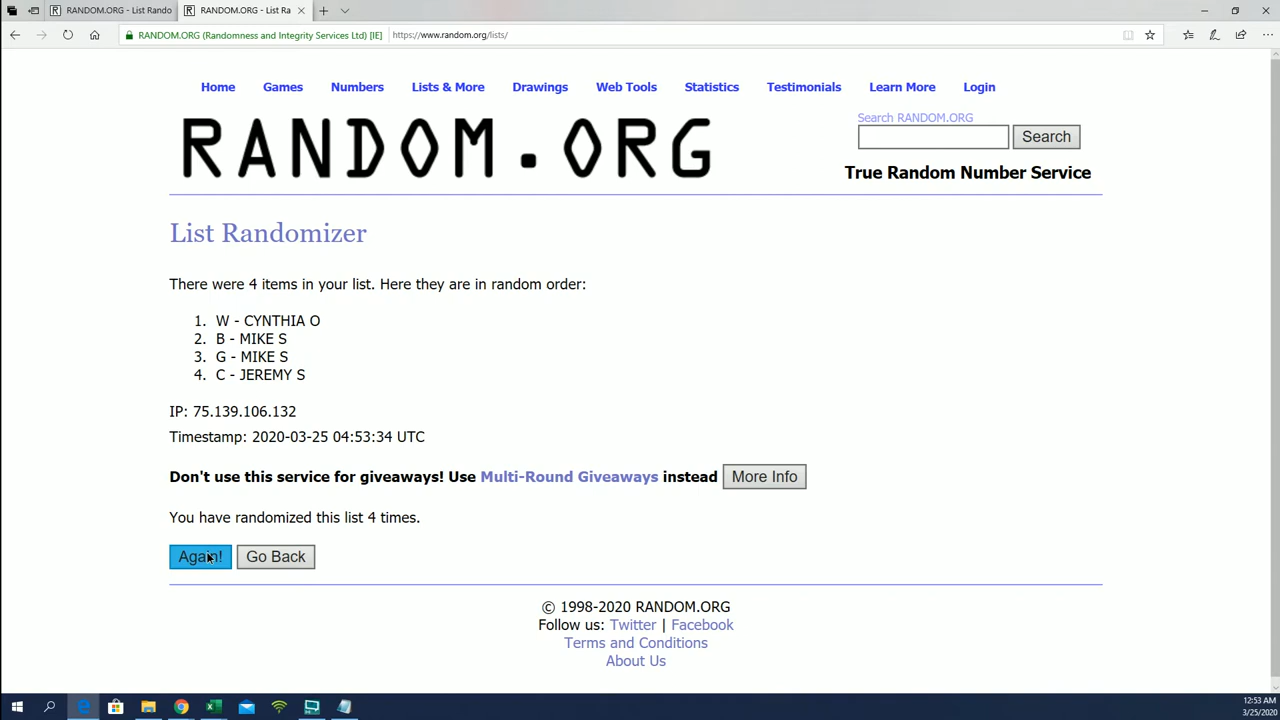 RANDOM.ORG - List Rando
RANDOM.ORG - List Ra
RANDOM.ORG (Randomness and Integrity Services Ltd) [IE]
https://www.random.org/lists/
Home Games Numbers Lists & More Drawings Web Tools Statistics Testimonials Learn More Login
Search RANDOM.ORG
Search
RANDOM.ORG
True Random Number Service
List Randomizer
There were 4 items in your list. Here they are in random order:
1. W - CYNTHIA O
2. B - MIKE S
3. G - MIKE S
4. C - JEREMY S
IP: 75.139.106.132
Timestamp: 2020-03-25 04:53:34 UTC
Don't use this service for giveaways! Use Multi-Round Giveaways instead More Info
You have randomized this list 4 times.
Again! Go Back
© 1998-2020 RANDOM.ORG
Follow us: Twitter | Facebook
Terms and Conditions
About Us
12:53 AM
3/25/2020